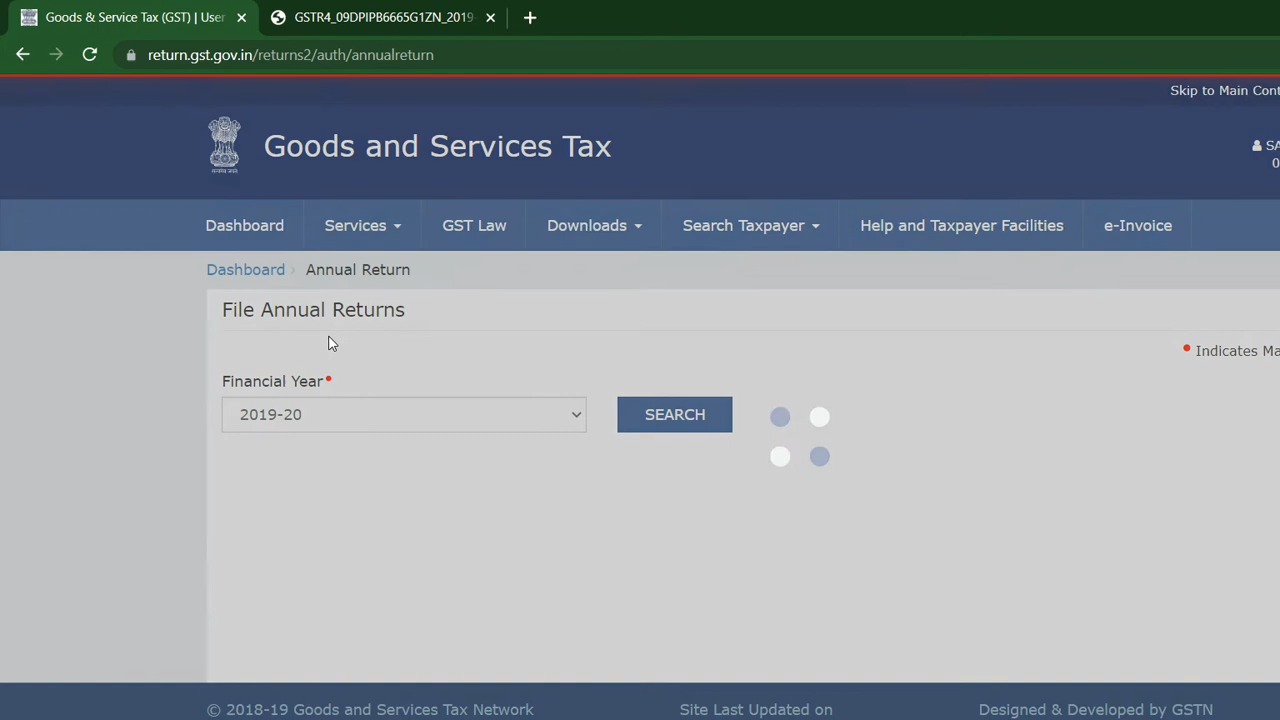 Goods & Service Tax (GST) | User
GSTR4_09DPIPB6665G1ZN_2019-
return.gst.gov.in/returns2/auth/annualreturn
Skip to Main Cont
Goods and Services Tax
SA
0
Dashboard Services GST Law Downloads Search Taxpayer Help and Taxpayer Facilities e-Invoice
Dashboard › Annual Return
File Annual Returns
• Indicates Ma
Financial Year•
2019-20 SEARCH
© 2018-19 Goods and Services Tax Network Site Last Updated on Designed & Developed by GSTN